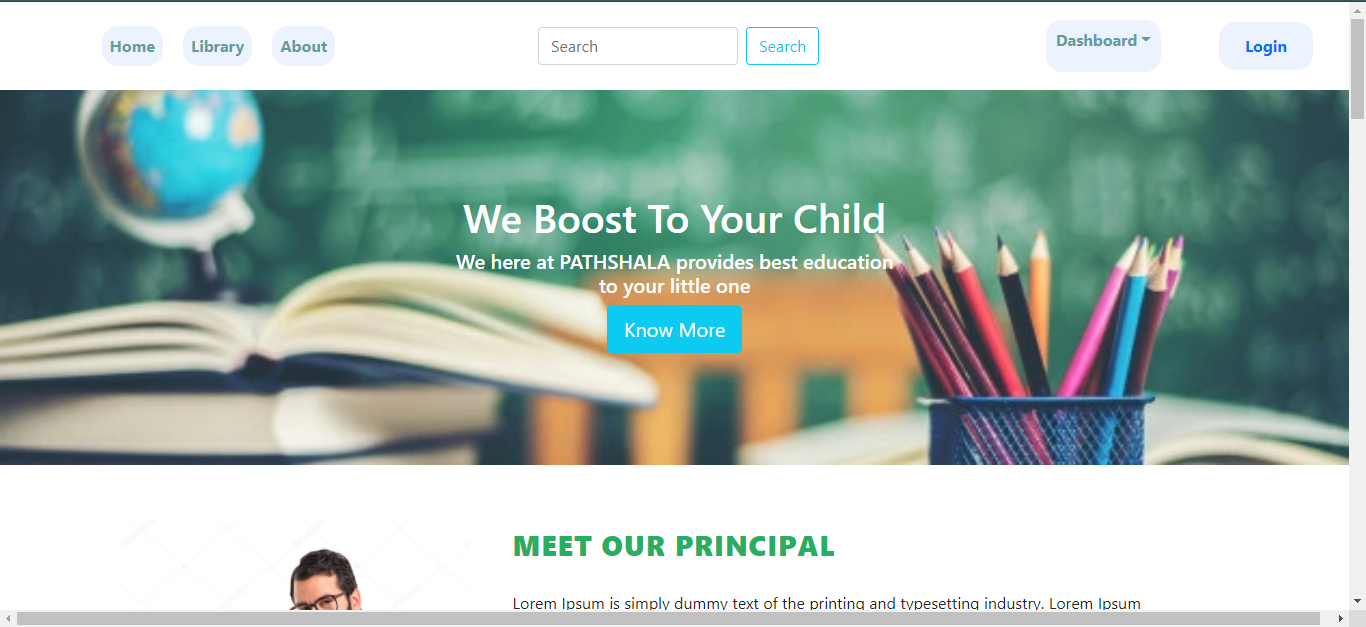 Home
Library
About
Search
Search
Dashboard
Login
We Boost To Your Child
We here at PATHSHALA provides best education
to your little one
Know More
MEET OUR PRINCIPAL
Lorem Ipsum is simply dummy text of the printing and typesetting industry. Lorem Ipsum